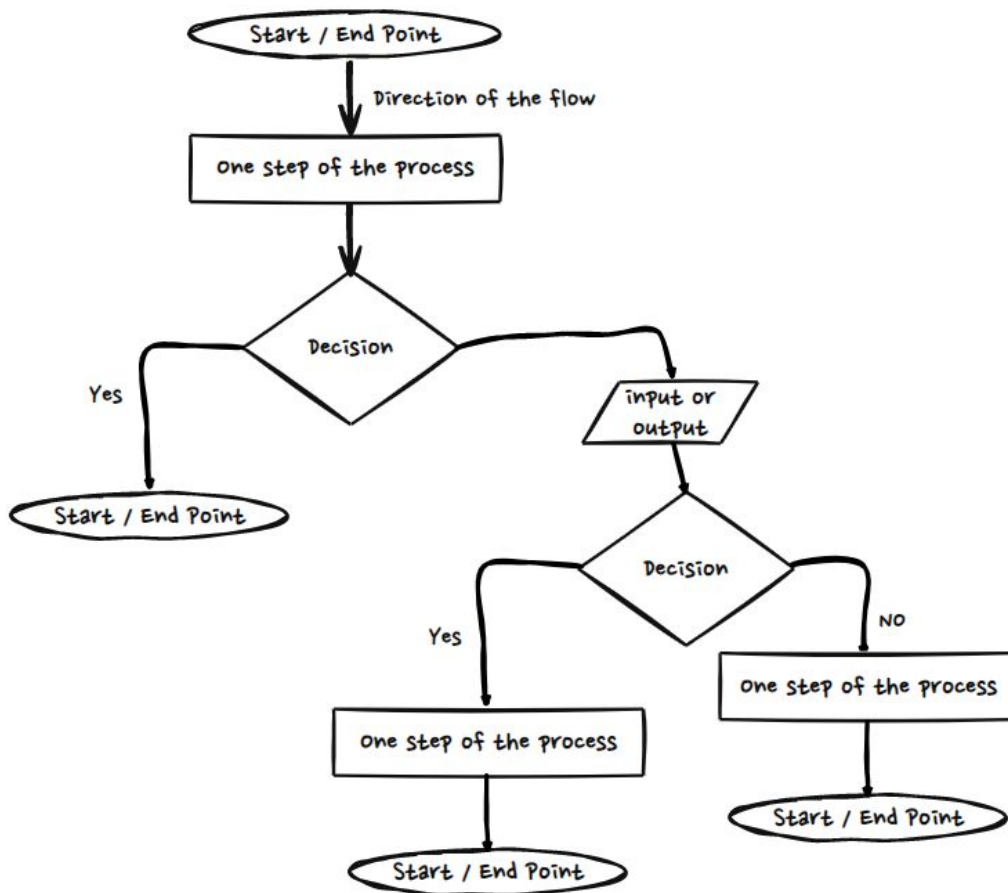 Start / End Point
Direction of the flow
One step of the process
Decision
Yes
input or
output
Start / End Point
Decision
Yes
NO
One step of the process
One step of the process
Start / End Point
Start / End Point